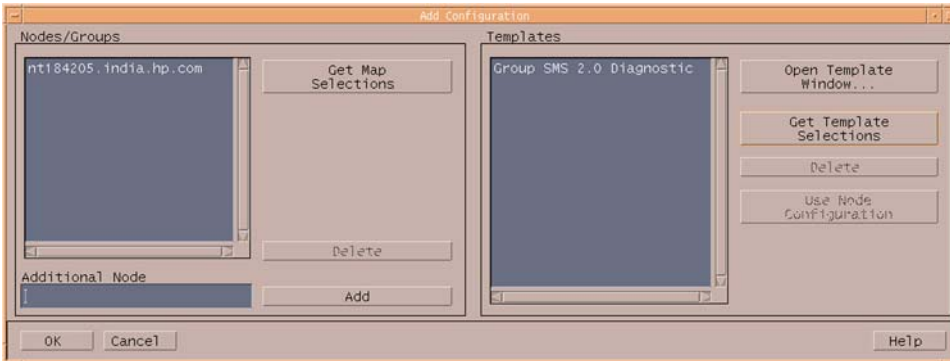 Add Configuration
Nodes/Groups
nt184205.india.hp.com
Get Map
Selections
Delete
Additional Node
Add
Templates
Group SMS 2.0 Diagnostic
Open Template
Window...
Get Template
Selections
Delete
Use Node
Configuration
OK
Cancel
Help